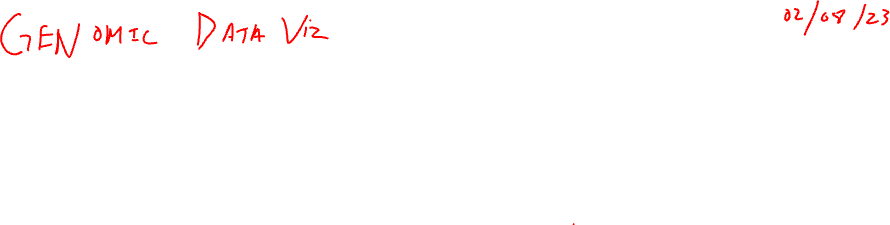 GENOMIC DATA Viz
02/08/23